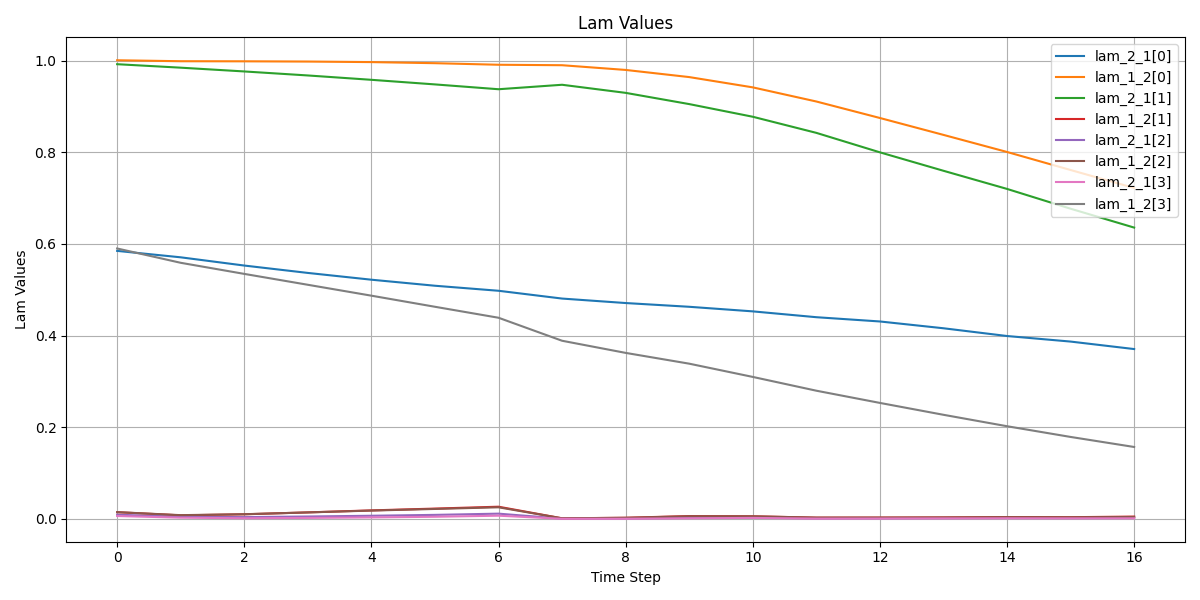 Lam Values
lam_2_1[0]
lam_1_2[0]
lam_2_1[1]
lam_1_2[1]
lam_2_1[2]
lam_1_2[2]
lam_2_1[3]
lam_1_2[3]
Lam Values
1.0
0.8
0.6
0.4
0.2
0.0
0 2 4 6 8 10 12 14 16
Time Step